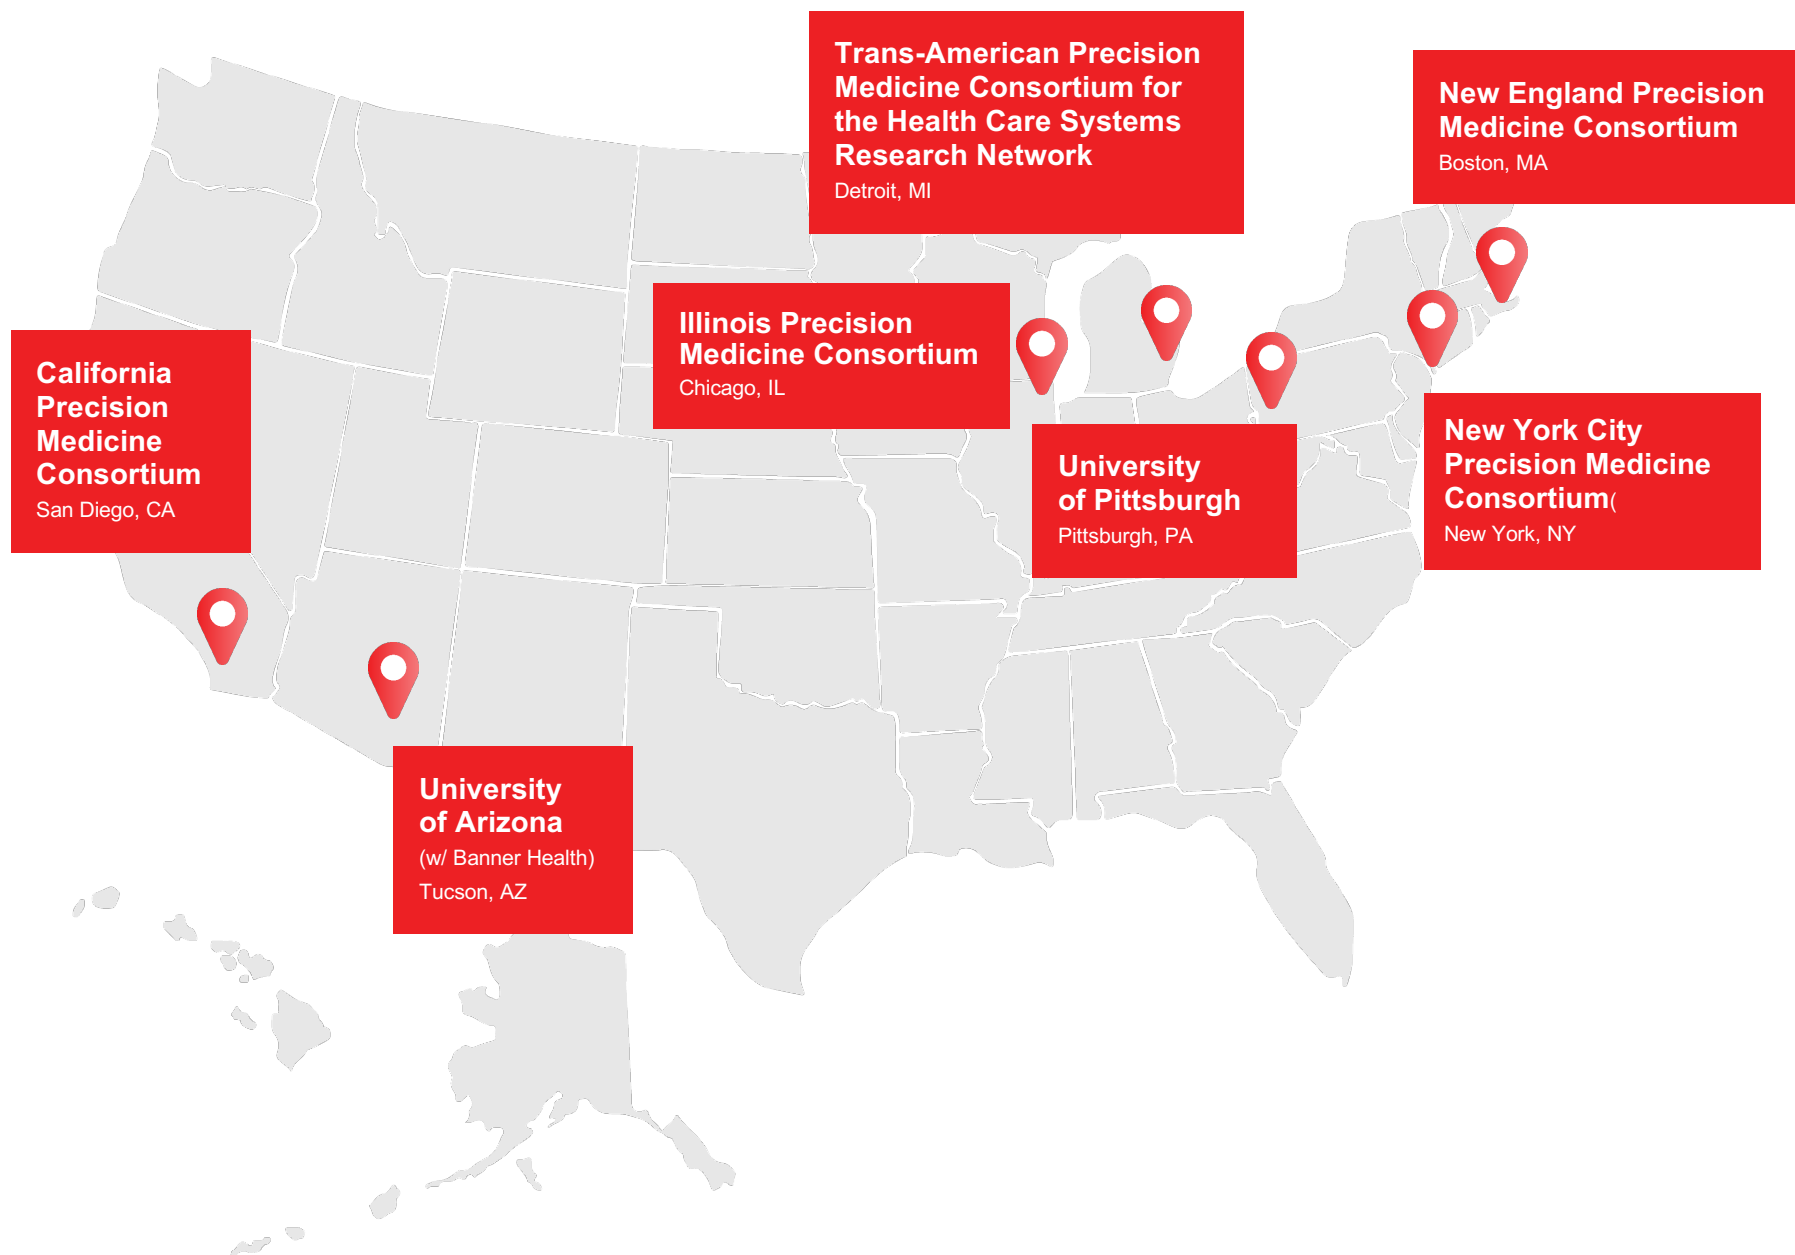 Trans-American Precision
Medicine Consortium for
the Health Care Systems
Research Network
Detroit, MI
New England Precision
Medicine Consortium
Boston, MA
Illinois Precision
Medicine Consortium
Chicago, IL
California
Precision
Medicine
Consortium
San Diego, CA
University
of Pittsburgh
Pittsburgh, PA
New York City
Precision Medicine
Consortium(
New York, NY
University
of Arizona
(w/ Banner Health)
Tucson, AZ